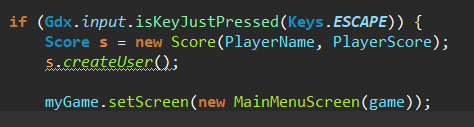 if (Gdx.input.isKeyJustPressed(Keys.ESCAPE)) {
Score s = new Score(PlayerName, PlayerScore);
s.createUser();
myGame.setScreen(new MainMenuScreen(game));